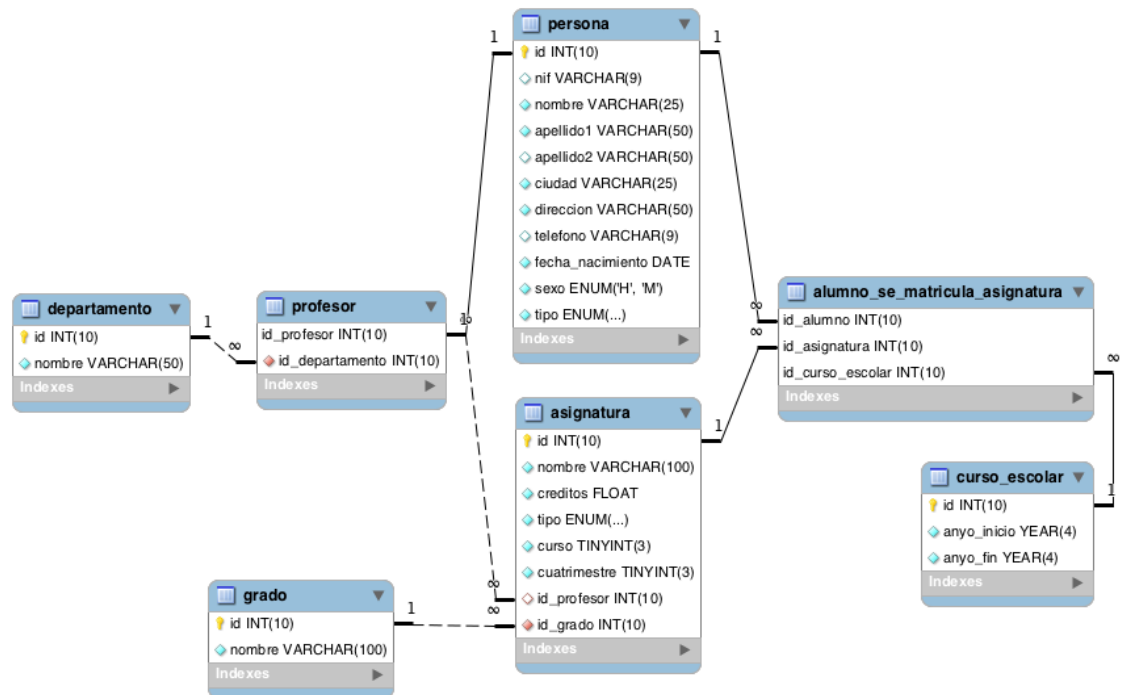 persona
id INT(10)
nif VARCHAR(9)
nombre VARCHAR(25)
apellido1 VARCHAR(50)
apellido2 VARCHAR(50)
ciudad VARCHAR(25)
direccion VARCHAR(50)
telefono VARCHAR(9)
fecha_nacimiento DATE
sexo ENUM('H', 'M')
tipo ENUM(...)
Indexes
1
1
departamento
id INT(10)
nombre VARCHAR(50)
Indexes
1
∞
profesor
id_profesor INT(10)
id_departamento INT(10)
Indexes
1
∞
alumno_se_matricula_asignatura
id_alumno INT(10)
id_asignatura INT(10)
id_curso_escolar INT(10)
Indexes
∞
∞
∞
asignatura
id INT(10)
nombre VARCHAR(100)
creditos FLOAT
tipo ENUM(...)
curso TINYINT(3)
cuatrimestre TINYINT(3)
id_profesor INT(10)
id_grado INT(10)
Indexes
1
∞
∞
curso_escolar
id INT(10)
anyo_inicio YEAR(4)
anyo_fin YEAR(4)
Indexes
1
grado
id INT(10)
nombre VARCHAR(100)
Indexes
1